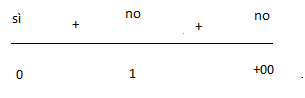 sì + no + no
0 1 +00 .